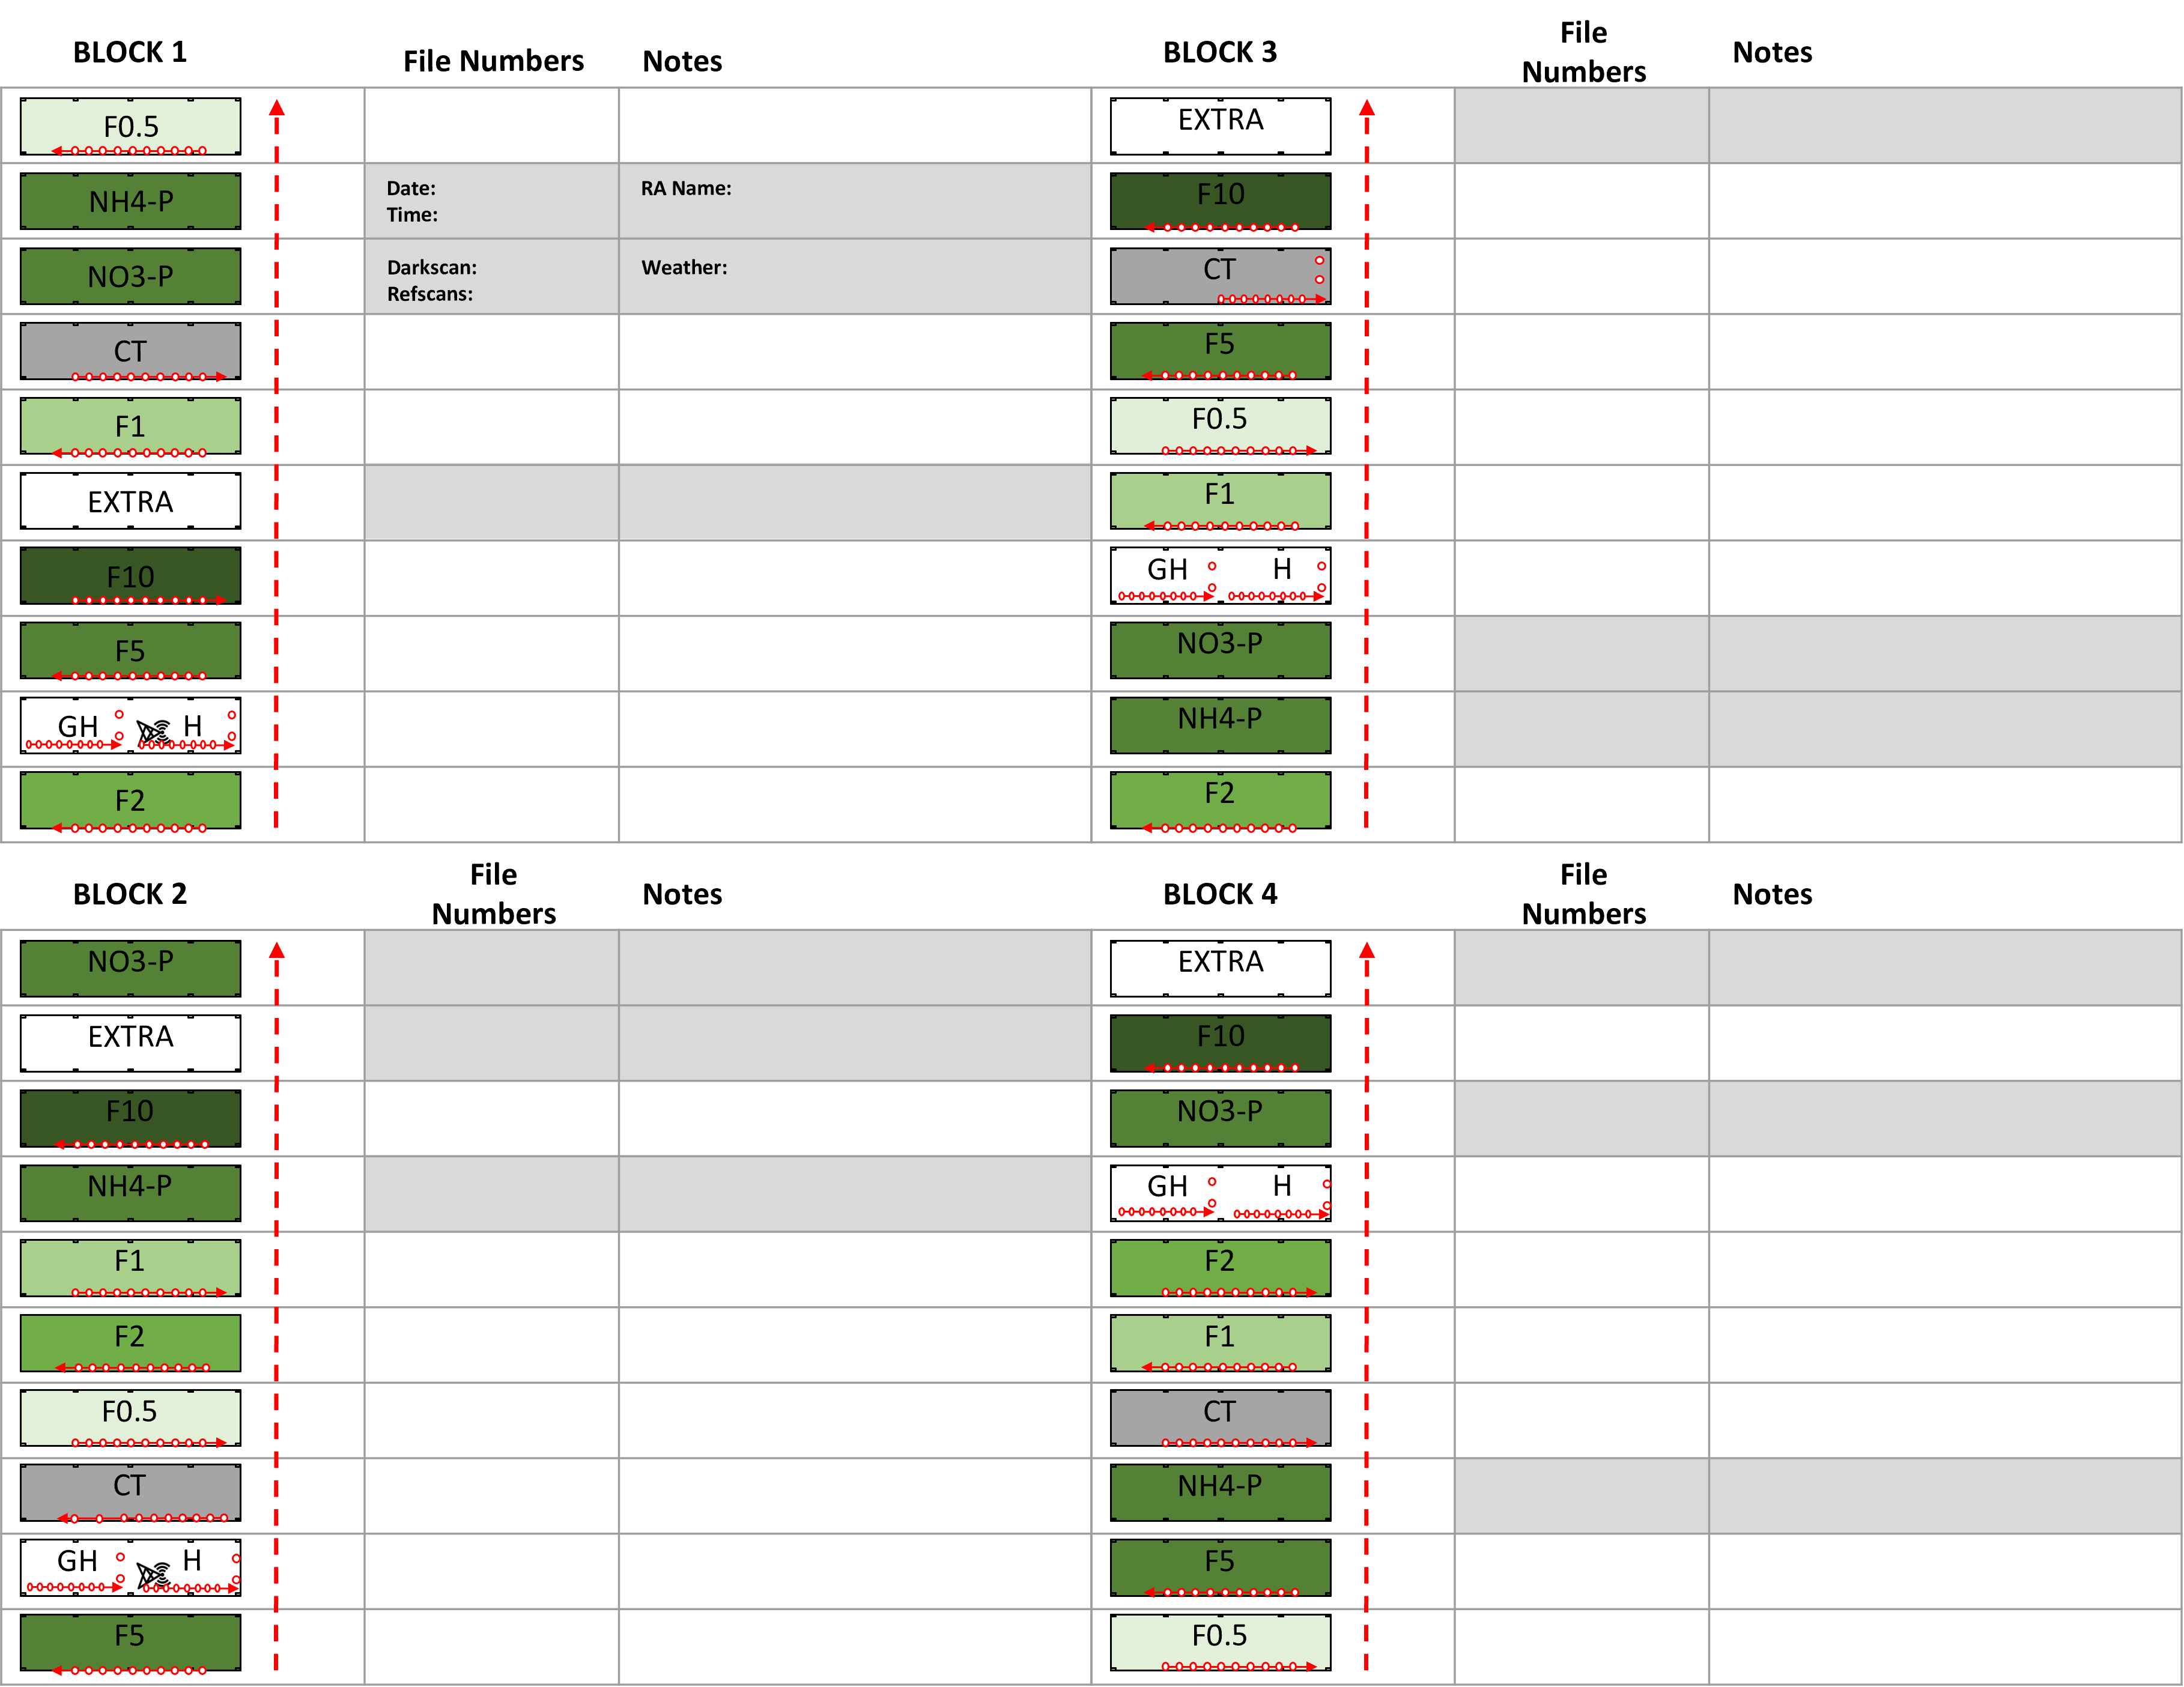 BLOCK 1
File Numbers
Notes
F0.5
NH4-P
Date:
Time:
RA Name:
NO3-P
Darkscan:
Refscans:
Weather:
CT
F1
EXTRA
F10
F5
GH H
F2
BLOCK 3
File
Numbers
Notes
EXTRA
F10
CT
F5
F0.5
F1
GH H
NO3-P
NH4-P
F2
BLOCK 2
File
Numbers
Notes
NO3-P
EXTRA
F10
NH4-P
F1
F2
F0.5
CT
GH H
F5
BLOCK 4
File
Numbers
Notes
EXTRA
F10
NO3-P
GH H
F2
F1
CT
NH4-P
F5
F0.5